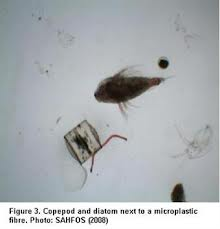 Figure 3. Copepod and diatom next to a microplastic
fibre. Photo: SAHFOS (2008)